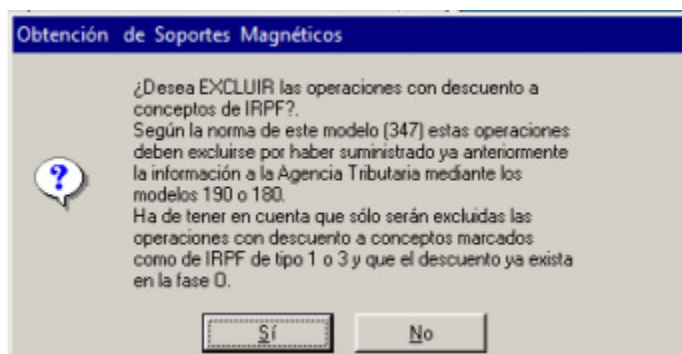 Obtención de Soportes Magnéticos
¿Desea EXCLUIR las operaciones con descuento a
conceptos de IRPF?.
Según la norma de este modelo (347) estas operaciones
deben excluirse por haber suministrado ya anteriormente
la información a la Agencia Tributaria mediante los
modelos 190 o 180.
Ha de tener en cuenta que sólo serán excluidas las
operaciones con descuento a conceptos marcados
como de IRPF de tipo 1 o 3 y que el descuento ya exista
en la fase O.
Sí No